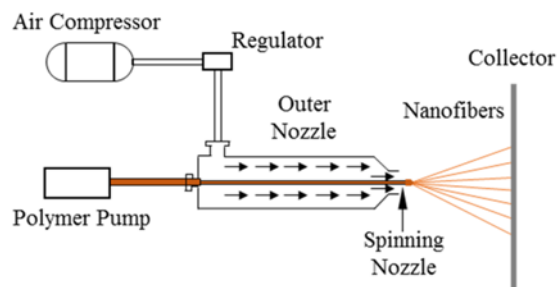 Air Compressor
Regulator
Collector
Outer
Nozzle
Nanofibers
Polymer Pump
Spinning
Nozzle